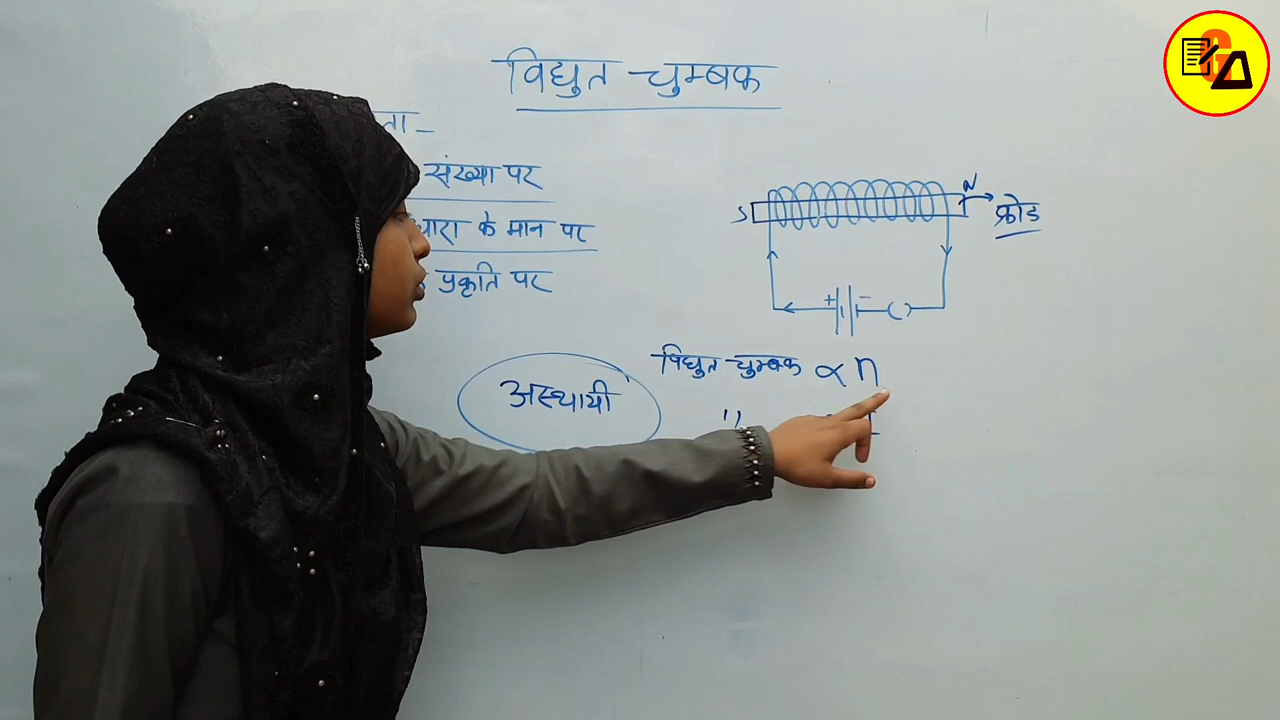 विद्युत चुम्बक
ता-
संख्या पर
धारा के मान पर
प्रकृति पर
S
N
क्रोड
+ -
अस्थायी
विद्युत चुम्बक ∝ n
"